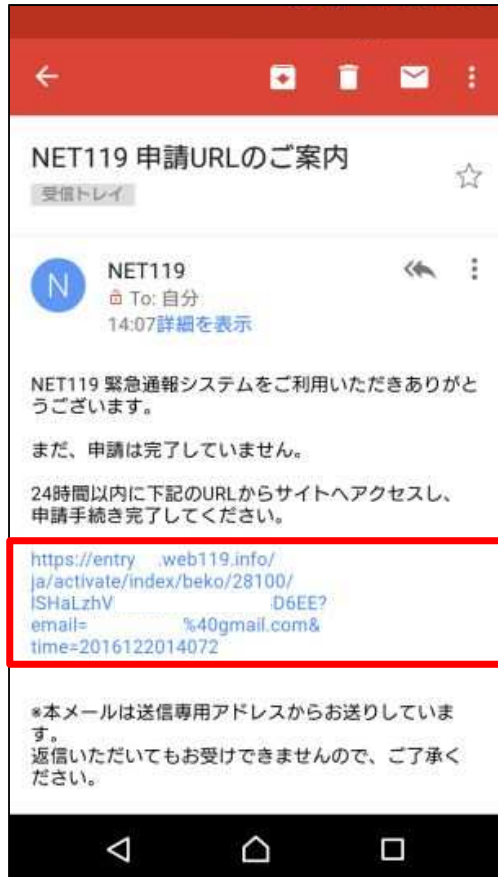 NET119 申請URLのご案内
受信トレイ
N
NET119
To: 自分
14:07詳細を表示
NET119 緊急通報システムをご利用いただきありがと
うございます。
まだ、申請は完了していません。
24時間以内に下記のURLからサイトへアクセスし、
申請手続き完了してください。
https://entry .web119.info/
ja/activate/index/beko/28100/
lSHaLzhV D6EE?
email= %40gmail.com&
time=2016122014072
※本メールは送信専用アドレスからお送りしていま
す。
返信いただいてもお受けできませんので、ご了承く
ださい。